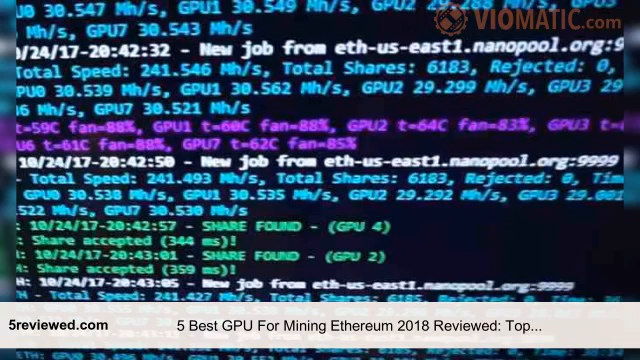 VIOMATIC.com
U0 30.547 Mh/s, GPU1 30.549 Mh/s, GPU2
Mh/s, GPU7 30.543 Mh/s
0/24/17-20:42:32 - New job from eth-us-east1.nanopool.org:9
Total Speed: 241.546 Mh/s, Total Shares: 6183, Rejected: 0,
PU0 30.539 Mh/s, GPU1 30.562 Mh/s, GPU2 29.299 Mh/s, GPU3 29
U6 Mh/s, GPU7 30.521 Mh/s
t=59C fan=88%, GPU1 t=60C fan=88%, GPU2 t=64C fan=83%, GPU3
U6 t=61C fan=88%, GPU7 t=62C fan=85%
10/24/17-20:42:50 - New job from eth-us-east1.nanopool.org:9999
- Total Speed: 241.493 Mh/s, Total Shares: 6183, Rejected: 0, Tim
GPU0 30.538 Mh/s, GPU1 30.535 Mh/s, GPU2 29.292 Mh/s, GPU3 29.001
.522 Mh/s, GPU7 30.530 Mh/s
: 10/24/17-20:42:57 - SHARE FOUND - (GPU 4)
: Share accepted (344 ms)!
: 10/24/17-20:43:01 - SHARE FOUND - (GPU 2)
H: Share accepted (359 ms)!
H: 10/24/17-20:43:05 - New job from eth-us-east1.nanopool.org:9999
- Total Speed: 241.427 Mh/s, Total Shares: 6185,
5reviewed.com
5 Best GPU For Mining Ethereum 2018 Reviewed: Top...
ETH: GPU0